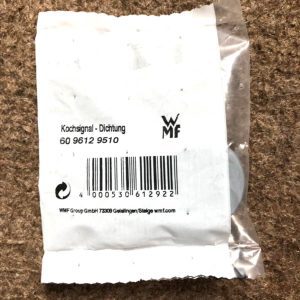 Kochsignal - Dichtung
WMF
60 9612 9510
4 000530 612922
WMF Group GmbH 73309 Geislingen/Steige wmf.com